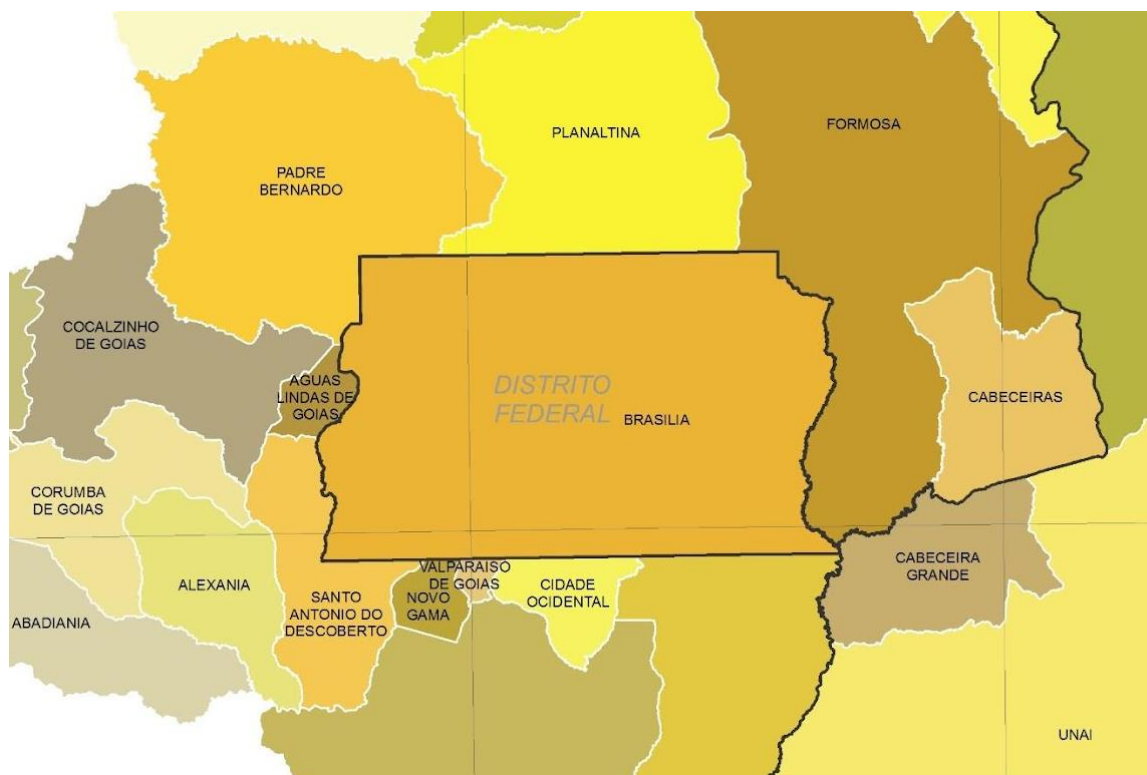 PLANALTINA
FORMOSA
PADRE
BERNARDO
COCALZINHO
DE GOIAS
AGUAS
LINDAS DE
GOIAS
DISTRITO
FEDERAL
BRASILIA
CABECEIRAS
CORUMBA
DE GOIAS
ALEXANIA
ABADIANIA
SANTO
ANTONIO DO
DESCOBERTO
NOVO
GAMA
VALPARAISO
DE GOIAS
CIDADE
OCIDENTAL
CABECEIRA
GRANDE
UNAI